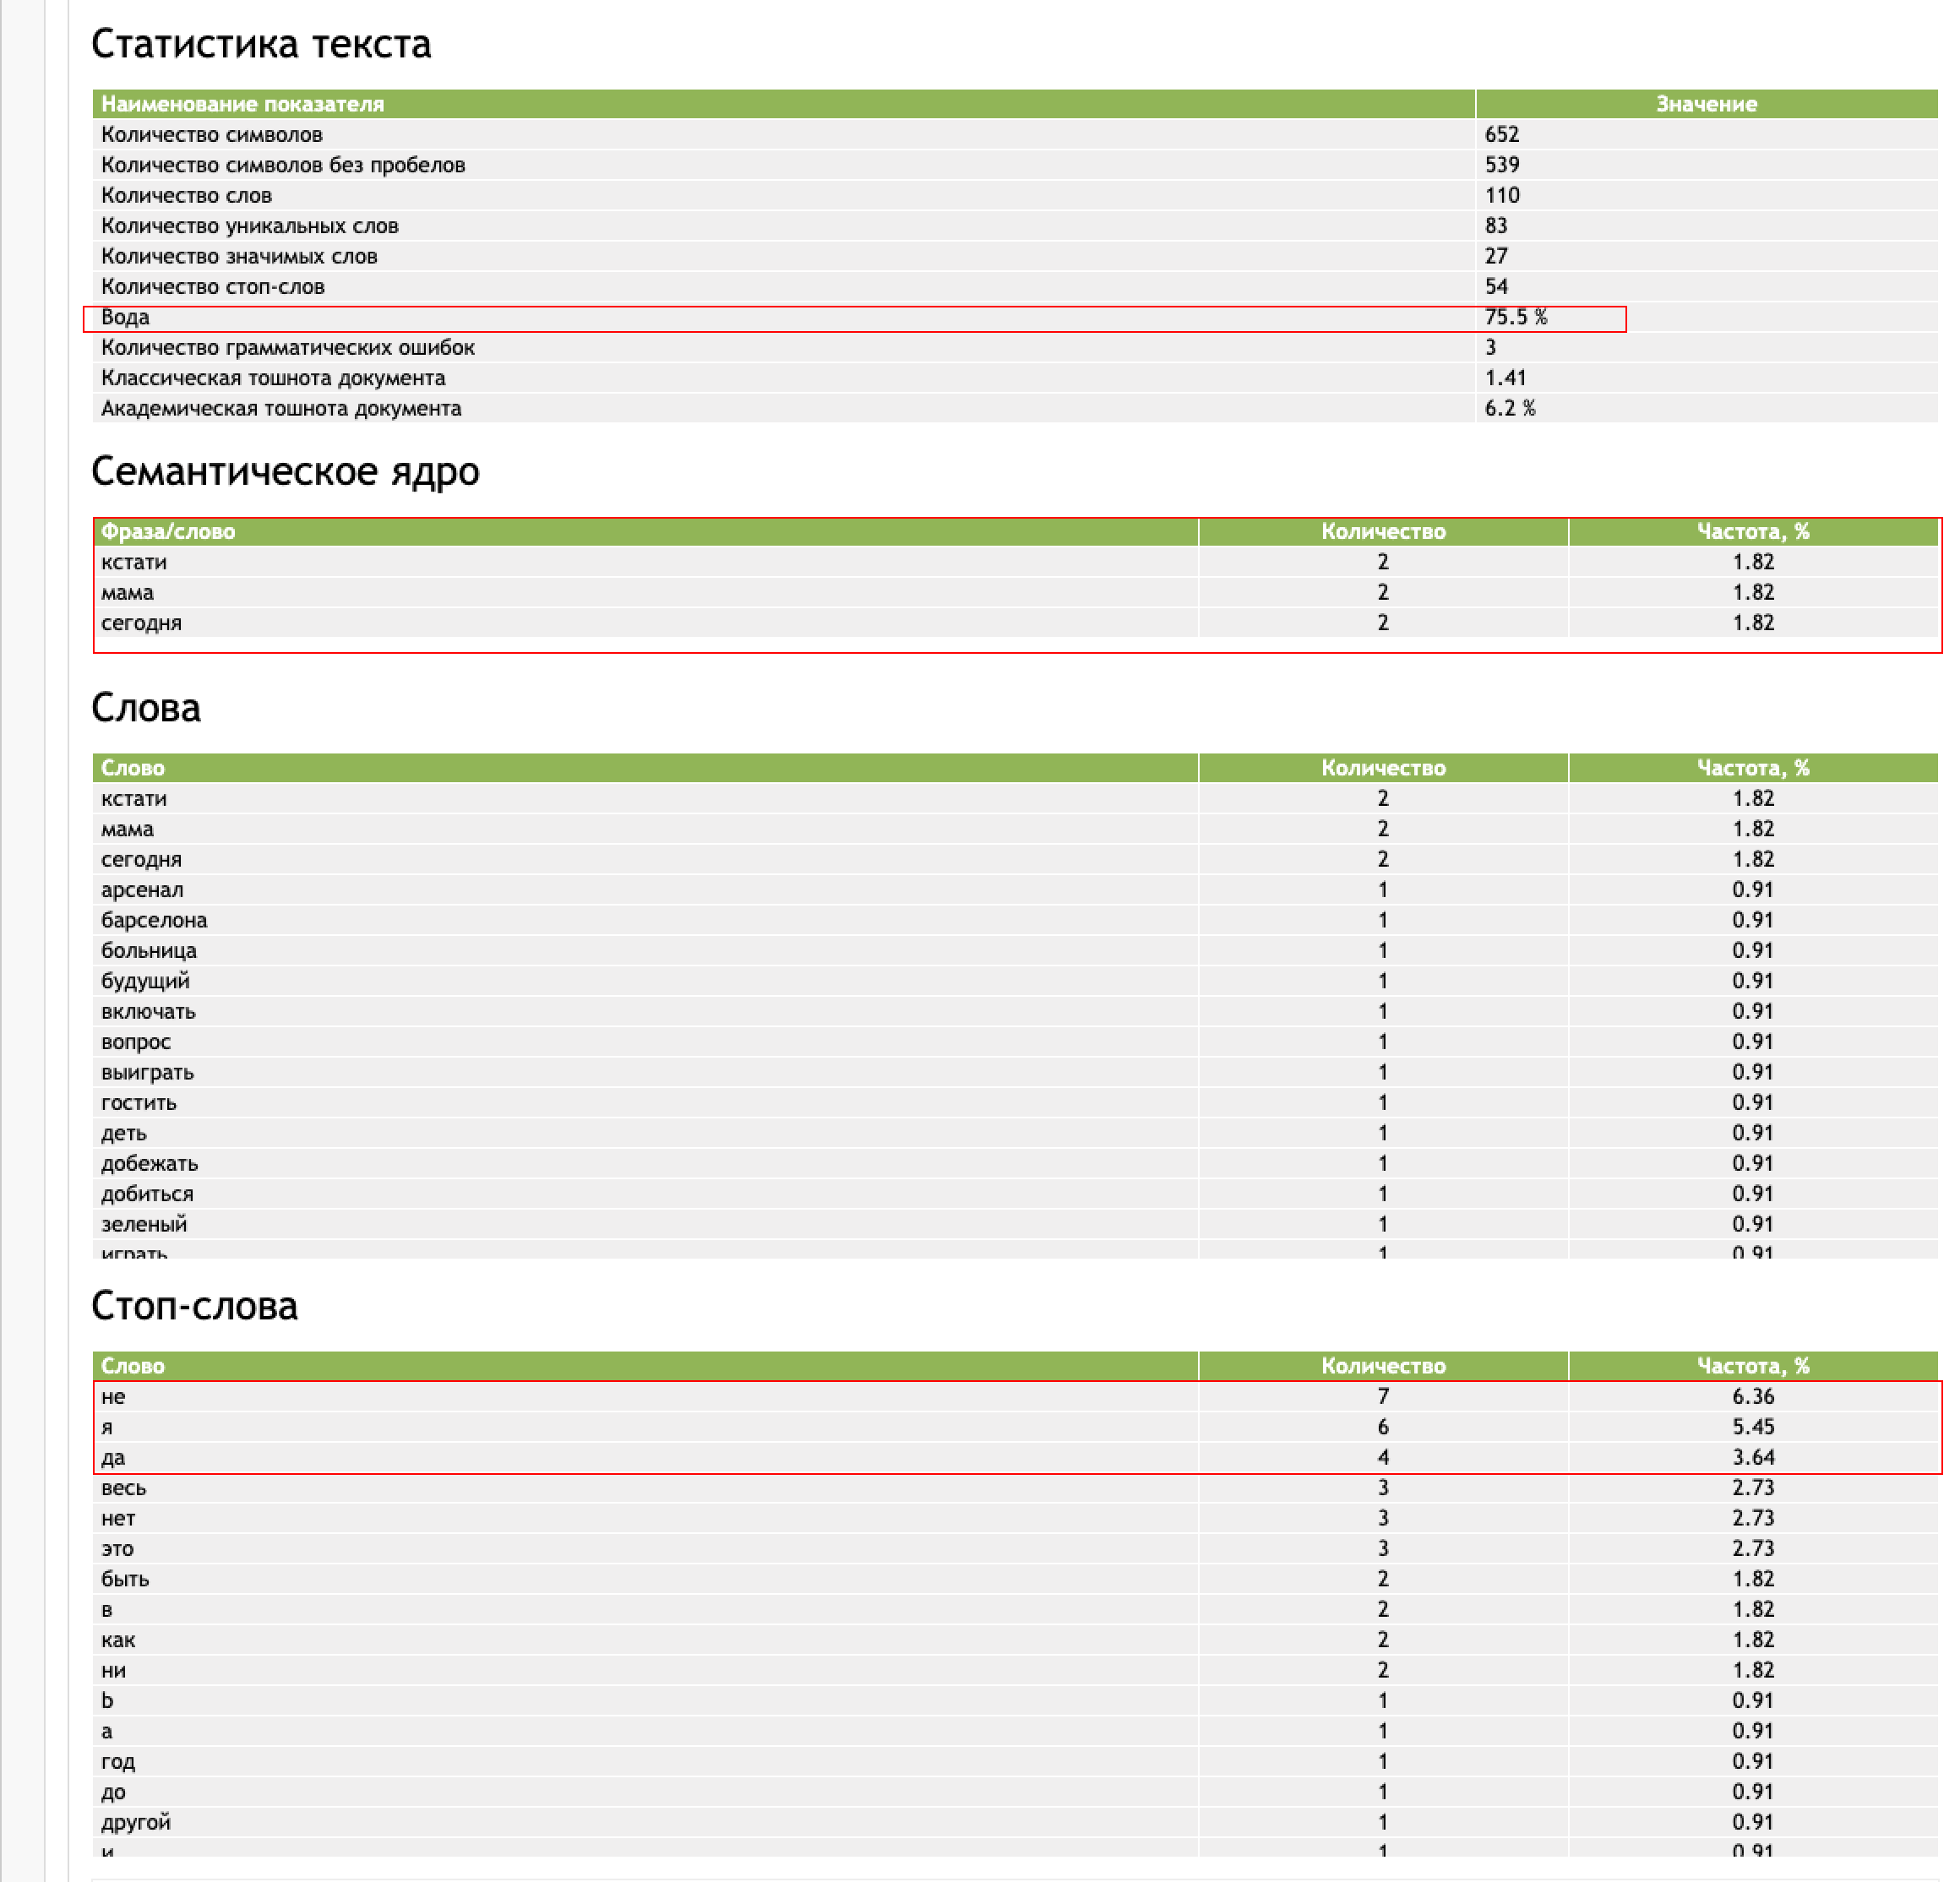 Статистика текста
Наименование показателя Значение
Количество символов 652
Количество символов без пробелов 539
Количество слов 110
Количество уникальных слов 83
Количество значимых слов 27
Количество стоп-слов 54
Вода 75.5 %
Количество грамматических ошибок 3
Классическая тошнота документа 1.41
Академическая тошнота документа 6.2 %
Семантическое ядро
Фраза/слово Количество Частота, %
кстати 2 1.82
мама 2 1.82
сегодня 2 1.82
Слова
Слово Количество Частота, %
кстати 2 1.82
мама 2 1.82
сегодня 2 1.82
арсенал 1 0.91
барселона 1 0.91
больница 1 0.91
будущий 1 0.91
включать 1 0.91
вопрос 1 0.91
выиграть 1 0.91
гостить 1 0.91
деть 1 0.91
добежать 1 0.91
добиться 1 0.91
зеленый 1 0.91
играть 1 0.91
Стоп-слова
Слово Количество Частота, %
не 7 6.36
я 6 5.45
да 4 3.64
весь 3 2.73
нет 3 2.73
это 3 2.73
быть 2 1.82
в 2 1.82
как 2 1.82
ни 2 1.82
b 1 0.91
а 1 0.91
год 1 0.91
до 1 0.91
другой 1 0.91
и 1 0.91